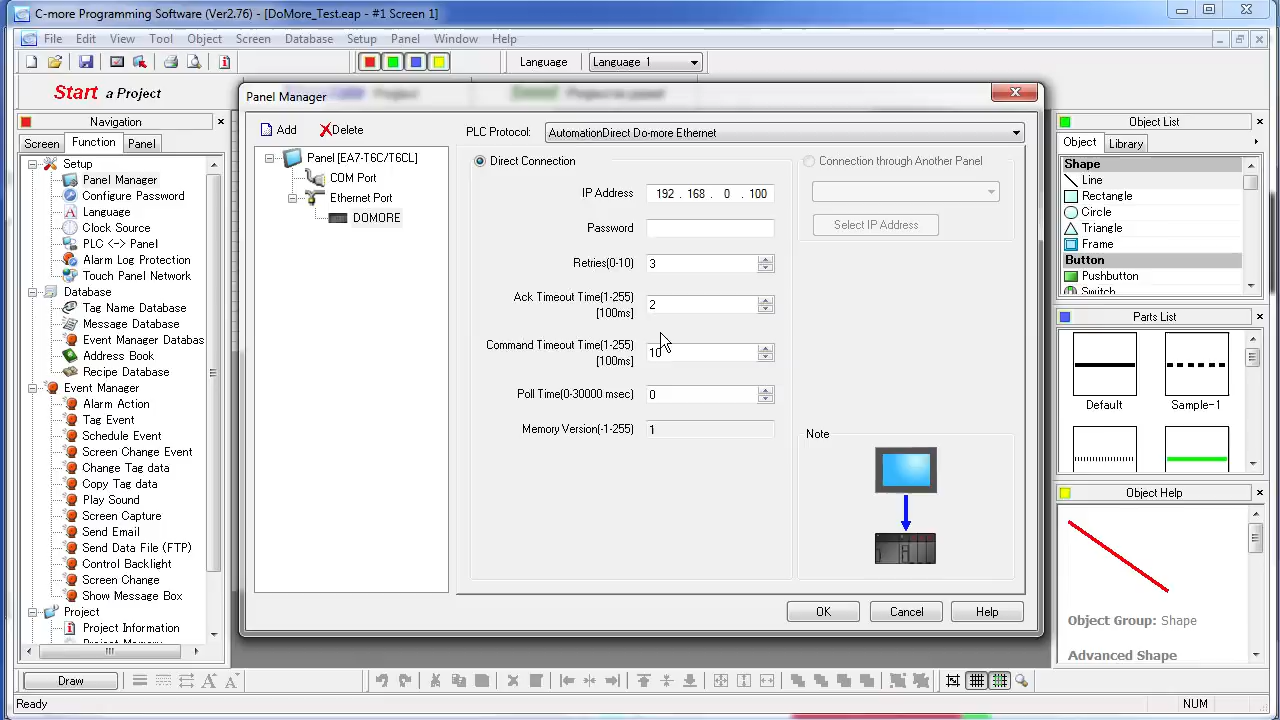 C-more Programming Software (Ver2.76) - [DoMore_Test.eap - #1 Screen 1]
File Edit View Tool Object Screen Database Setup Panel Window Help
Language Language 1
Start a Project
Project
Navigation
Screen Function Panel
Setup
Panel Manager
Configure Password
Language
Clock Source
PLC <-> Panel
Alarm Log Protection
Touch Panel Network
Database
Tag Name Database
Message Database
Event Manager Databas
Address Book
Recipe Database
Event Manager
Alarm Action
Tag Event
Schedule Event
Screen Change Event
Change Tag data
Copy Tag data
Play Sound
Screen Capture
Send Email
Send Data File (FTP)
Control Backlight
Screen Change
Show Message Box
Project
Project Information
Panel Manager
Add Delete
Panel [EA7-T6C/T6CL]
COM Port
Ethernet Port
DOMORE
PLC Protocol: AutomationDirect Do-more Ethernet
Direct Connection
IP Address 192 . 168 . 0 . 100
Password
Retries(0-10) 3
Ack Timeout Time(1-255) 2
[100ms]
Command Timeout Time(1-255) 10
[100ms]
Poll Time(0-30000 msec) 0
Memory Version(-1-255) 1
Connection through Another Panel
Select IP Address
Note
OK Cancel Help
Object List
Object Library
Shape
Line
Rectangle
Circle
Triangle
Frame
Button
Pushbutton
Switch
Parts List
Default Sample-1
Object Help
Object Group: Shape
Advanced Shape
Draw
Ready NUM